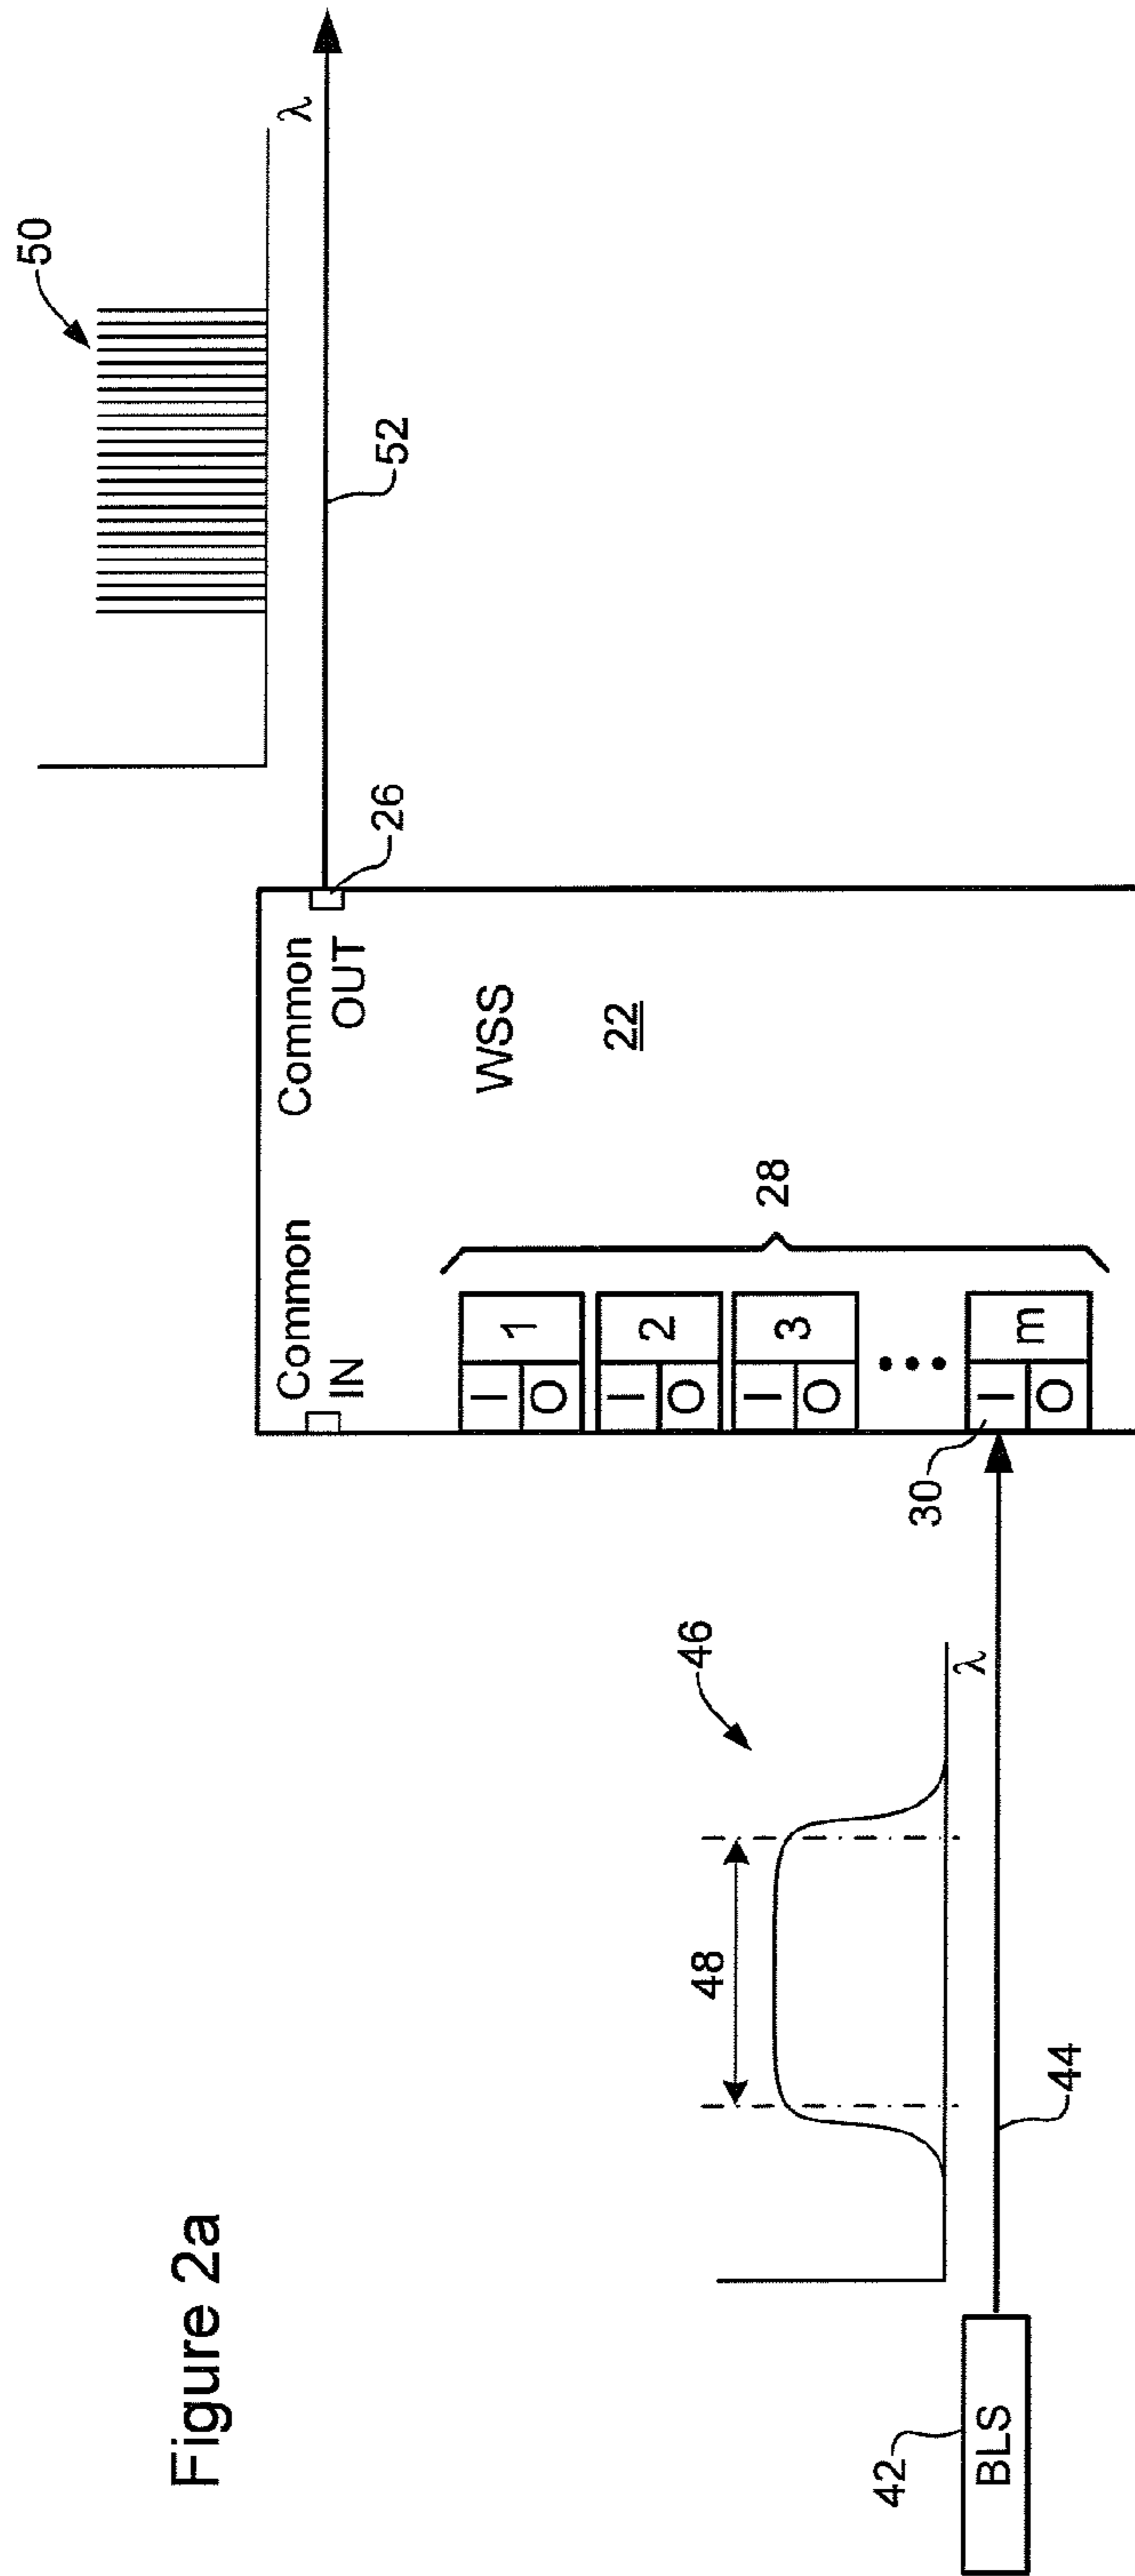 Figure 2a
50
λ
52
26
Common
IN
Common
OUT
WSS
22
28
I
O
1
I
O
2
I
O
3
•••
I
O
m
30
46
48
λ
44
42
BLS